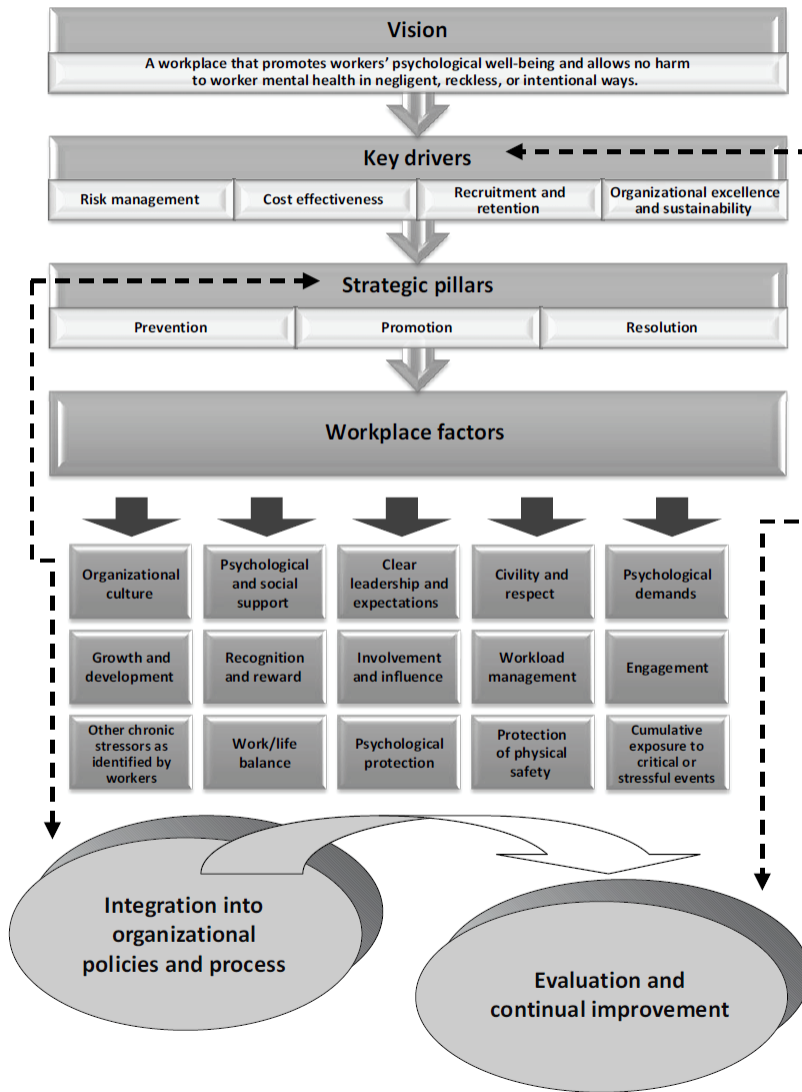 Vision
A workplace that promotes workers’ psychological well-being and allows no harm
to worker mental health in negligent, reckless, or intentional ways.
Key drivers
Risk management
Cost effectiveness
Recruitment and
retention
Organizational excellence
and sustainability
Strategic pillars
Prevention
Promotion
Resolution
Workplace factors
Organizational
culture
Psychological
and social
support
Clear
leadership and
expectations
Civility and
respect
Psychological
demands
Growth and
development
Recognition
and reward
Involvement
and influence
Workload
management
Engagement
Other chronic
stressors as
identified by
workers
Work/life
balance
Psychological
protection
Protection
of physical
safety
Cumulative
exposure to
critical or
stressful events
Integration into
organizational
policies and process
Evaluation and
continual improvement